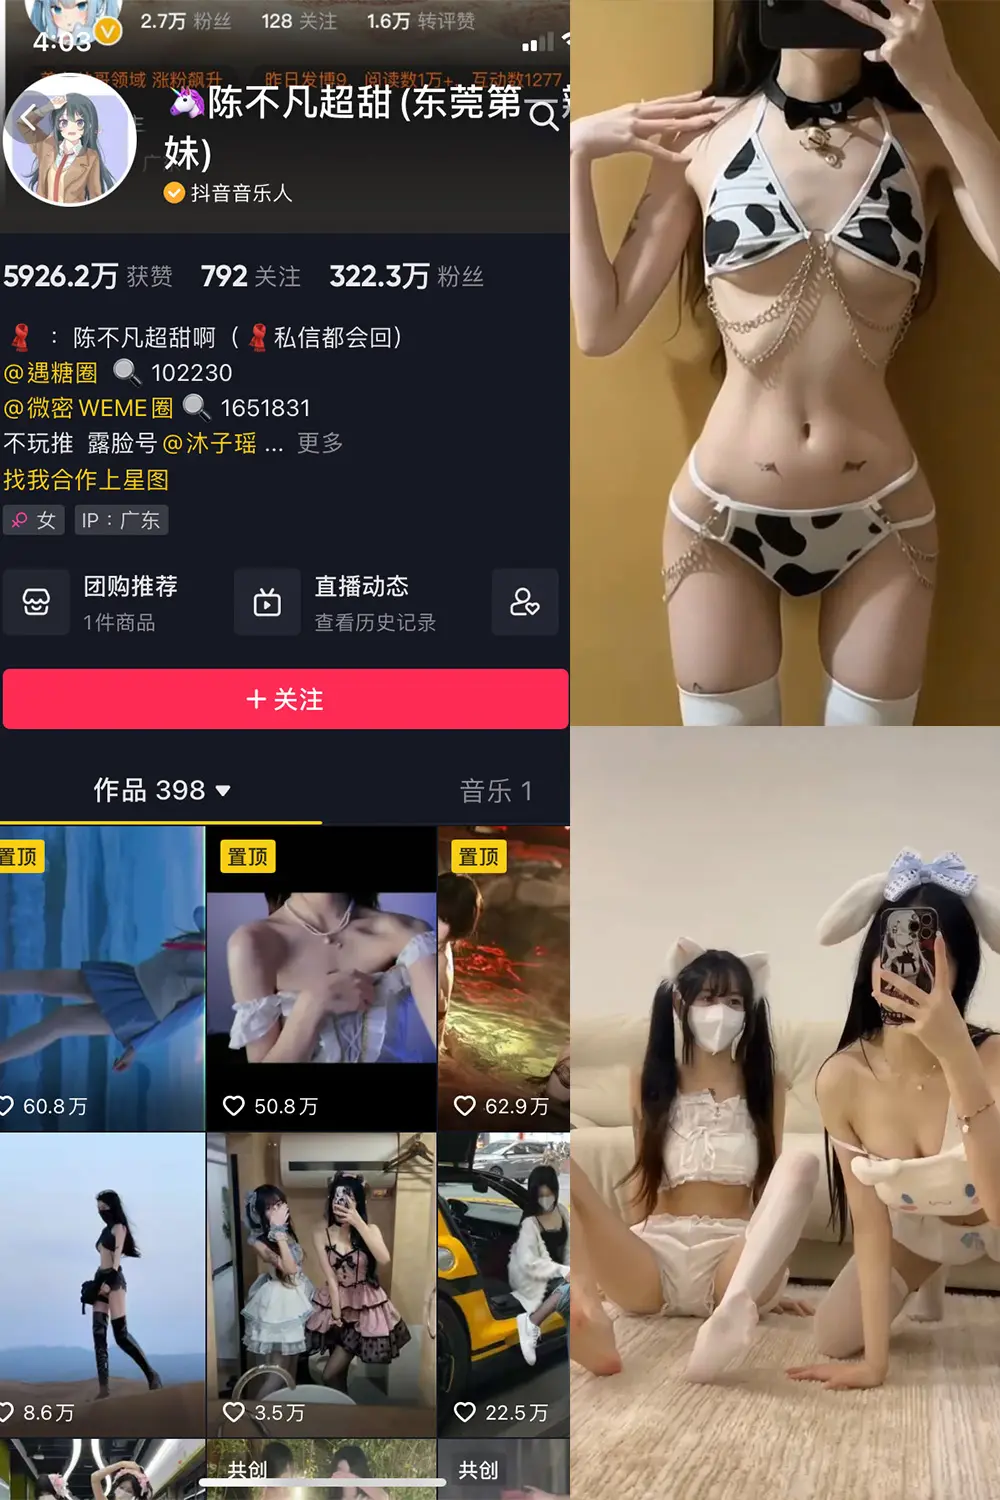 2.7万 粉丝 128 关注 1.6万 转评赞
4:03
领域 涨粉飙升 昨日发博9, 阅读数1万+, 互动数1277
陈不凡超甜(东莞第一
妹)
抖音音乐人
5926.2万 获赞 792 关注 322.3万 粉丝
： 陈不凡超甜啊（ 私信都会回）
@遇糖圈 102230
@微密WEME圈 1651831
不玩推 露脸号@沐子瑶 ... 更多
找我合作上星图
女 IP：广东
团购推荐 直播动态
1件商品 查看历史记录
+ 关注
作品 398 音乐 1
置顶 置顶 置顶
60.8万 50.8万 62.9万
8.6万 3.5万 22.5万
共创 共创